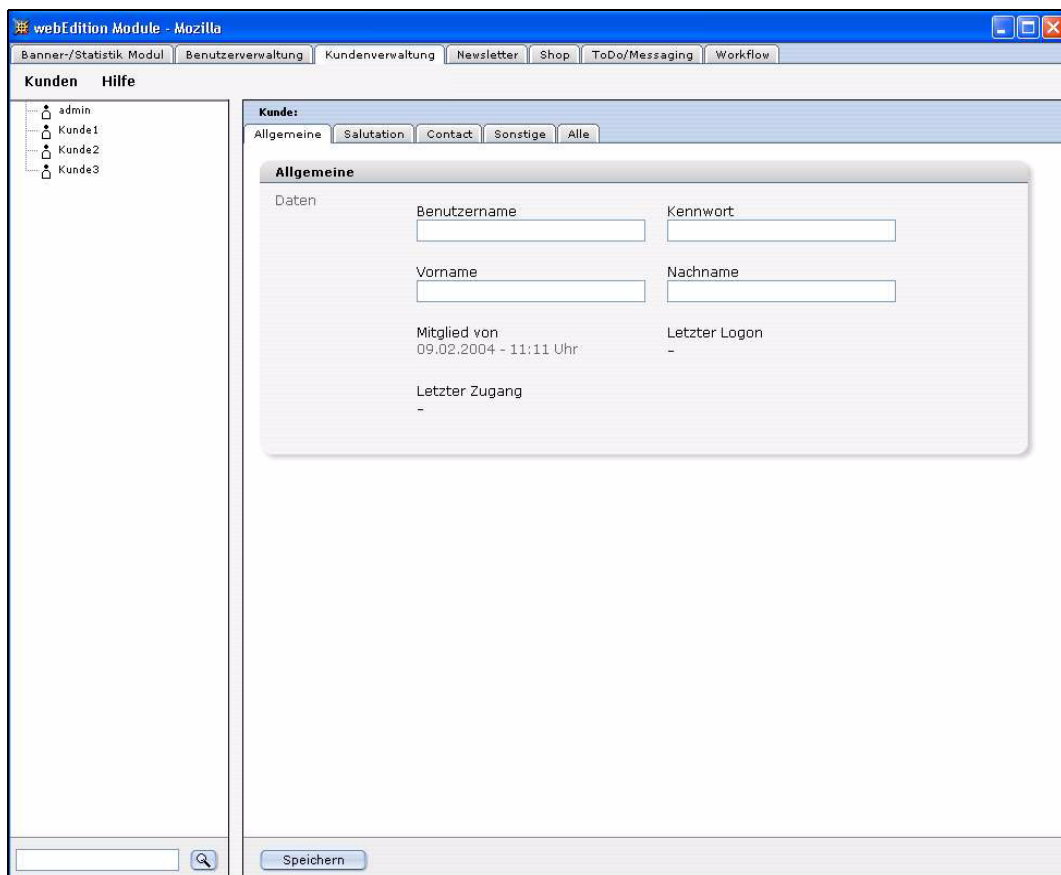 webEdition Module - Mozilla
Banner-/Statistik Modul Benutzerverwaltung Kundenverwaltung Newsletter Shop ToDo/Messaging Workflow
Kunden Hilfe
admin
Kunde1
Kunde2
Kunde3
Kunde:
Allgemeine Salutation Contact Sonstige Alle
Allgemeine
Daten
Benutzername Kennwort
Vorname Nachname
Mitglied von Letzter Logon
09.02.2004 - 11:11 Uhr -
Letzter Zugang
-
Speichern